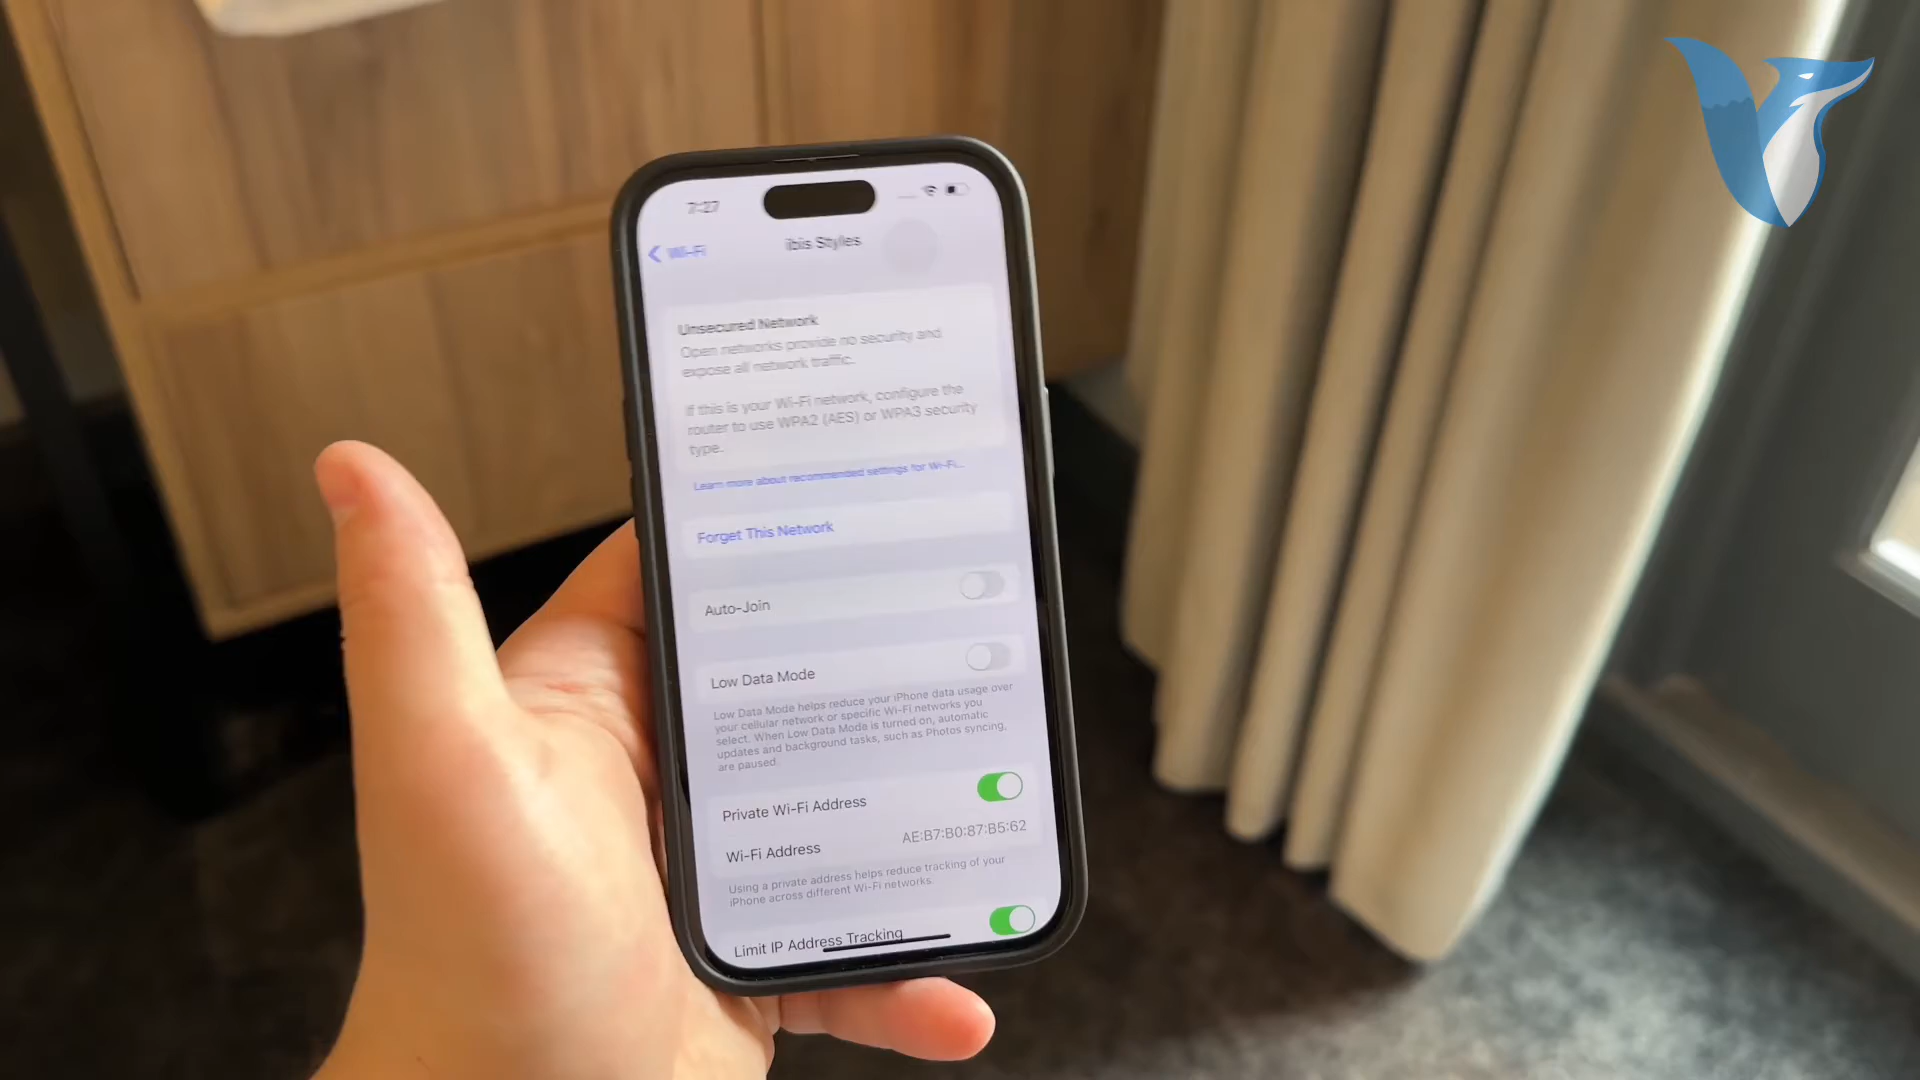 7:27
Wi-Fi
ibis Styles
Unsecured Network
Open networks provide no security and
expose all network traffic.
If this is your Wi-Fi network, configure the
router to use WPA2 (AES) or WPA3 security
type.
Learn more about recommended settings for Wi-Fi...
Forget This Network
Auto-Join
Low Data Mode
Low Data Mode helps reduce your iPhone data usage over
your cellular network or specific Wi-Fi networks you
select. When Low Data Mode is turned on, automatic
updates and background tasks, such as Photos syncing,
are paused.
Private Wi-Fi Address
Wi-Fi Address AE:B7:B0:87:B5:62
Using a private address helps reduce tracking of your
iPhone across different Wi-Fi networks.
Limit IP Address Tracking